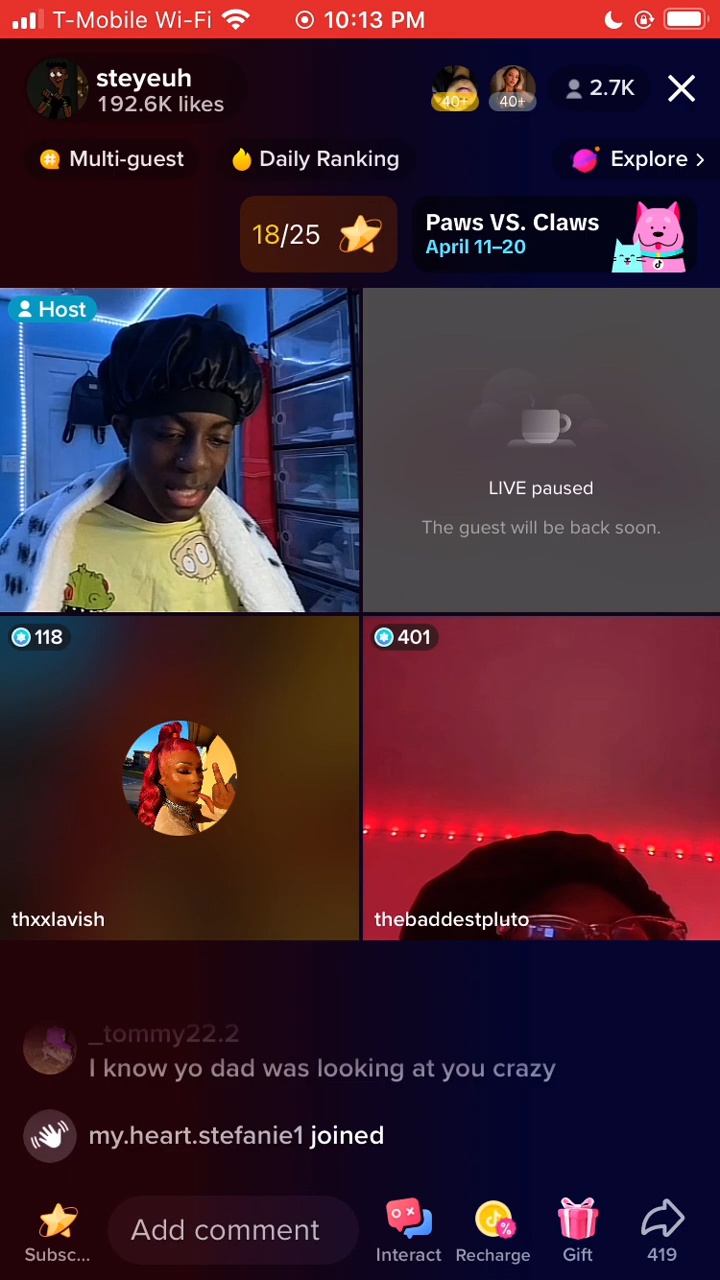 T-Mobile Wi-Fi 10:13 PM
steyeuh
192.6K likes
40+ 40+ 2.7K
Multi-guest Daily Ranking Explore
18/25
Paws VS. Claws
April 11–20
Host
LIVE paused
The guest will be back soon.
118
401
thxxlavish
thebaddestpluto
_tommy22.2
I know yo dad was looking at you crazy
my.heart.stefanie1 joined
Add comment
Subsc... Interact Recharge Gift 419